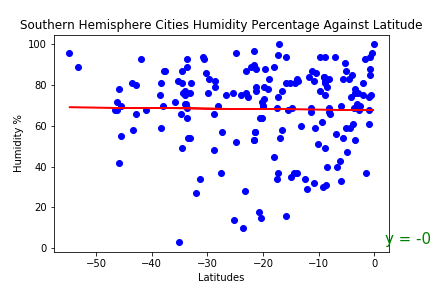 Southern Hemisphere Cities Humidity Percentage Against Latitude
100
80
60
40
20
0
Humidity %
y = -0
−50 −40 −30 −20 −10 0
Latitudes